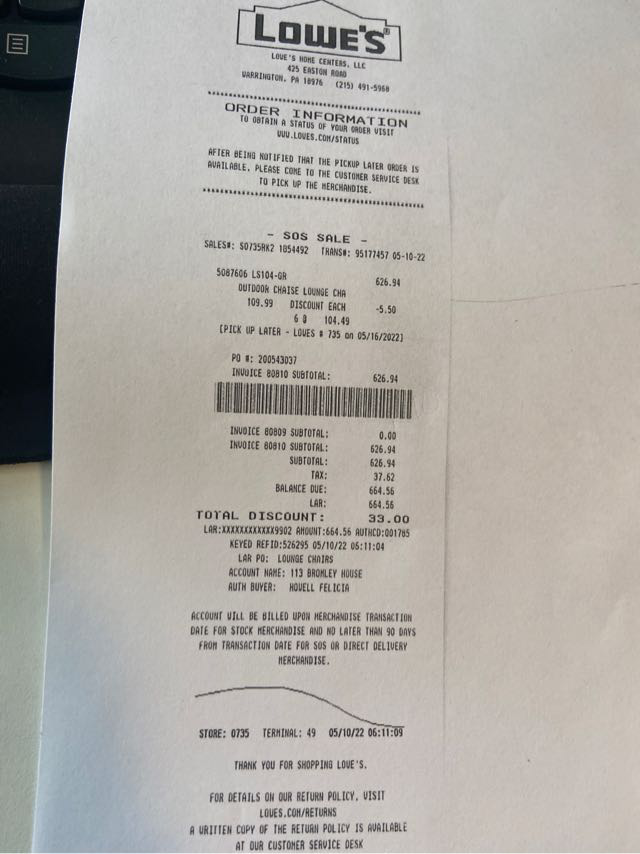 LOWE'S®
LOWE'S HOME CENTERS, LLC
425 EASTON ROAD
WARRINGTON, PA 18976 (215) 491-5968
ORDER INFORMATION
TO OBTAIN A STATUS OF YOUR ORDER VISIT
WWW.LOWES.COM/STATUS
AFTER BEING NOTIFIED THAT THE PICKUP LATER ORDER IS
AVAILABLE, PLEASE COME TO THE CUSTOMER SERVICE DESK
TO PICK UP THE MERCHANDISE.
- SOS SALE -
SALES#: S0735RK2 1854492 TRANS#: 95177457 05-10-22
5087606 LS104-GR 626.94
OUTDOOR CHAISE LOUNGE CHA
109.99 DISCOUNT EACH -5.50
6 @ 104.49
[PICK UP LATER - LOWES # 735 on 05/16/2022]
PO #: 200543037
INVOICE 80810 SUBTOTAL: 626.94
INVOICE 80809 SUBTOTAL: 0.00
INVOICE 80810 SUBTOTAL: 626.94
SUBTOTAL: 626.94
TAX: 37.62
BALANCE DUE: 664.56
LAR: 664.56
TOTAL DISCOUNT: 33.00
LAR:XXXXXXXXXXXX9902 AMOUNT:664.56 AUTHCD:001785
KEYED REFID:526295 05/10/22 06:11:04
LAR PO: LOUNGE CHAIRS
ACCOUNT NAME: 113 BROMLEY HOUSE
AUTH BUYER: HOWELL FELICIA
ACCOUNT WILL BE BILLED UPON MERCHANDISE TRANSACTION
DATE FOR STOCK MERCHANDISE AND NO LATER THAN 90 DAYS
FROM TRANSACTION DATE FOR SOS OR DIRECT DELIVERY
MERCHANDISE.
STORE: 0735 TERMINAL: 49 05/10/22 06:11:09
THANK YOU FOR SHOPPING LOWE'S.
FOR DETAILS ON OUR RETURN POLICY, VISIT
LOWES.COM/RETURNS
A WRITTEN COPY OF THE RETURN POLICY IS AVAILABLE
AT OUR CUSTOMER SERVICE DESK